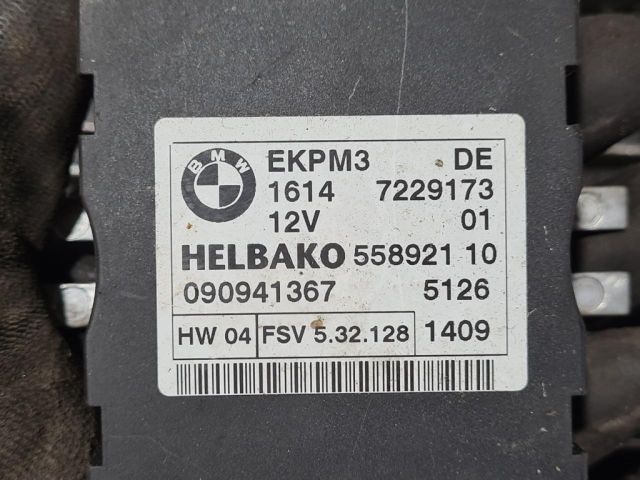 BMW
EKPM3 DE
1614 7229173
12V 01
HELBAKO 558921 10
090941367 5126
HW 04 FSV 5.32.128 1409